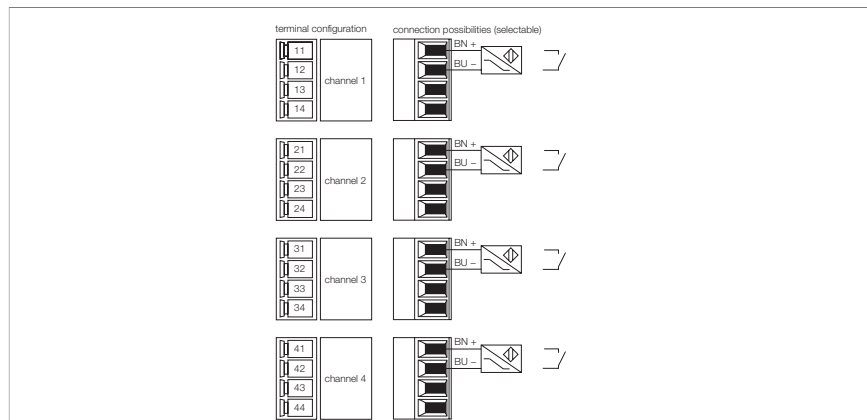 terminal configuration
connection possibilities (selectable)
11
12
13
14
channel 1
BN +
BU –
21
22
23
24
channel 2
BN +
BU –
31
32
33
34
channel 3
BN +
BU –
41
42
43
44
channel 4
BN +
BU –